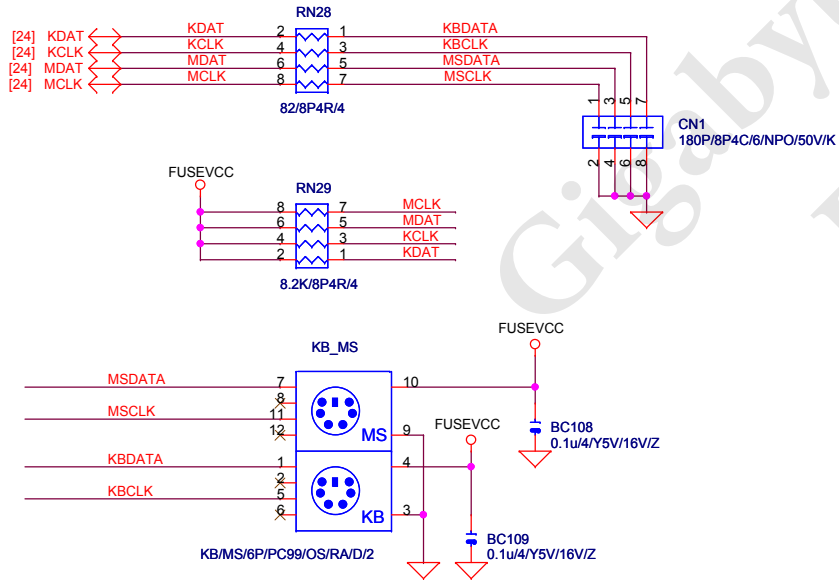 RN28
[24] KDAT KDAT 2 1 KBDATA
[24] KCLK KCLK 4 3 KBCLK
[24] MDAT MDAT 6 5 MSDATA
[24] MCLK MCLK 8 7 MSCLK
82/8P4R/4
1 3 5 7
CN1
180P/8P4C/6/NPO/50V/K
2 4 6 8
FUSEVCC
RN29
8 7 MCLK
6 5 MDAT
4 3 KCLK
2 1 KDAT
8.2K/8P4R/4
Gigaby
FUSEVCC
KB_MS
MSDATA 7 10
8
MSCLK 11
12 MS 9
FUSEVCC
BC108
0.1u/4/Y5V/16V/Z
KBDATA 1 4
2
KBCLK 5
6 KB 3
BC109
0.1u/4/Y5V/16V/Z
KB/MS/6P/PC99/OS/RA/D/2